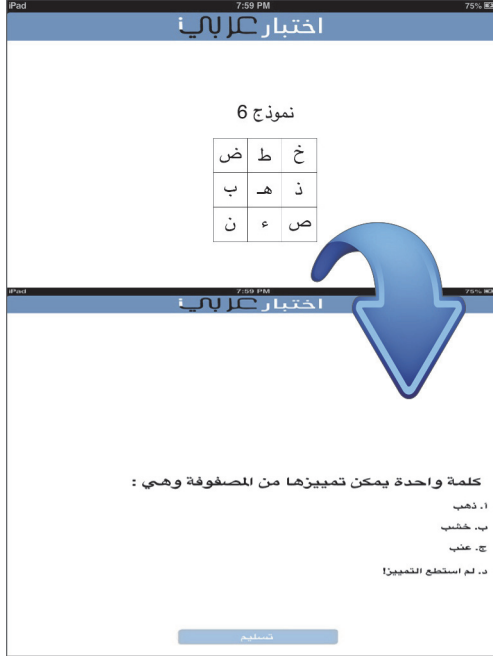 iPad 7:59 PM 75%
اختبار عربي
نموذج 6
خ ط ض
ذ هـ ب
ص ء ن
iPad 7:59 PM 75%
اختبار عربي
كلمة واحدة يمكن تمييزها من المصفوفة وهي :
أ. ذهب
ب. خشب
ج. عنب
د. لم استطع التمييز!
تسليم